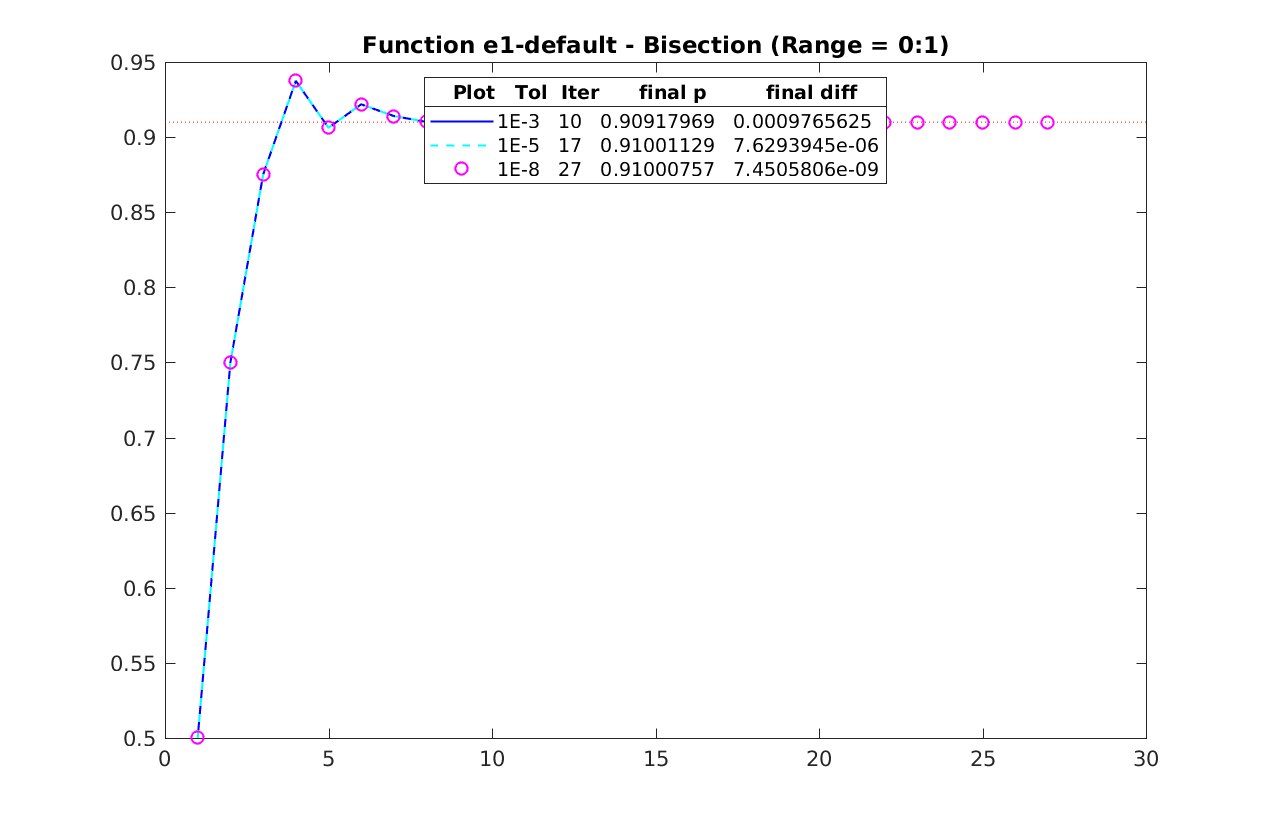 Function e1-default - Bisection (Range = 0:1)
0.95
Plot Tol Iter final p final diff
1E-3 10 0.90917969 0.0009765625
1E-5 17 0.91001129 7.6293945e-06
1E-8 27 0.91000757 7.4505806e-09
0.9
0.85
0.8
0.75
0.7
0.65
0.6
0.55
0.5
0 5 10 15 20 25 30